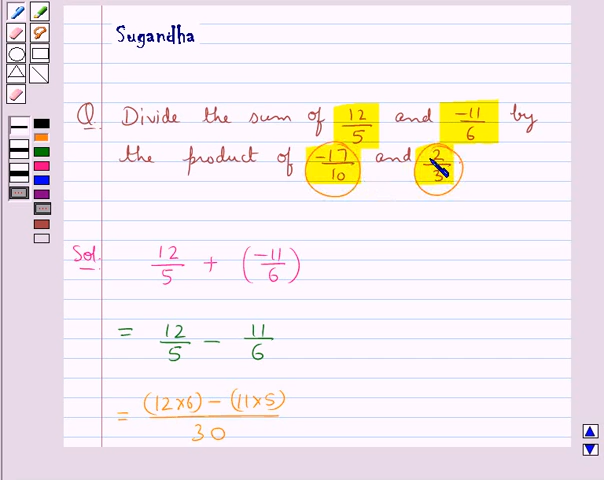 Sugandha
Q Divide the sum of 12/5 and -11/6 by
the product of -17/10 and 2/3.
Sol. 12/5 + (-11/6)
= 12/5 - 11/6
= (12×6) - (11×5) / 30